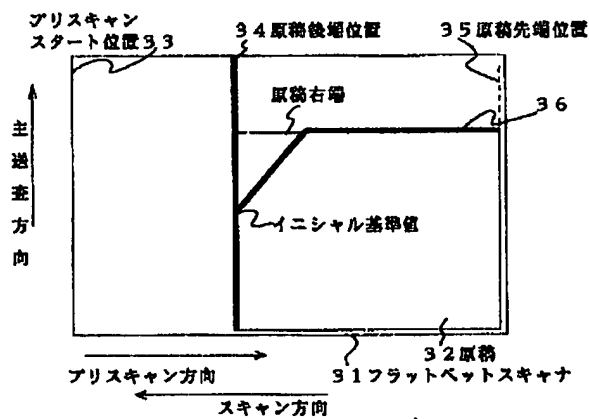 プリスキャン
スタート位置33
34原稿後端位置
35原稿先端位置
原稿右端
36
主送査方向
イニシャル基準値
32原稿
プリスキャン方向
31フラットベットスキャナ
スキャン方向